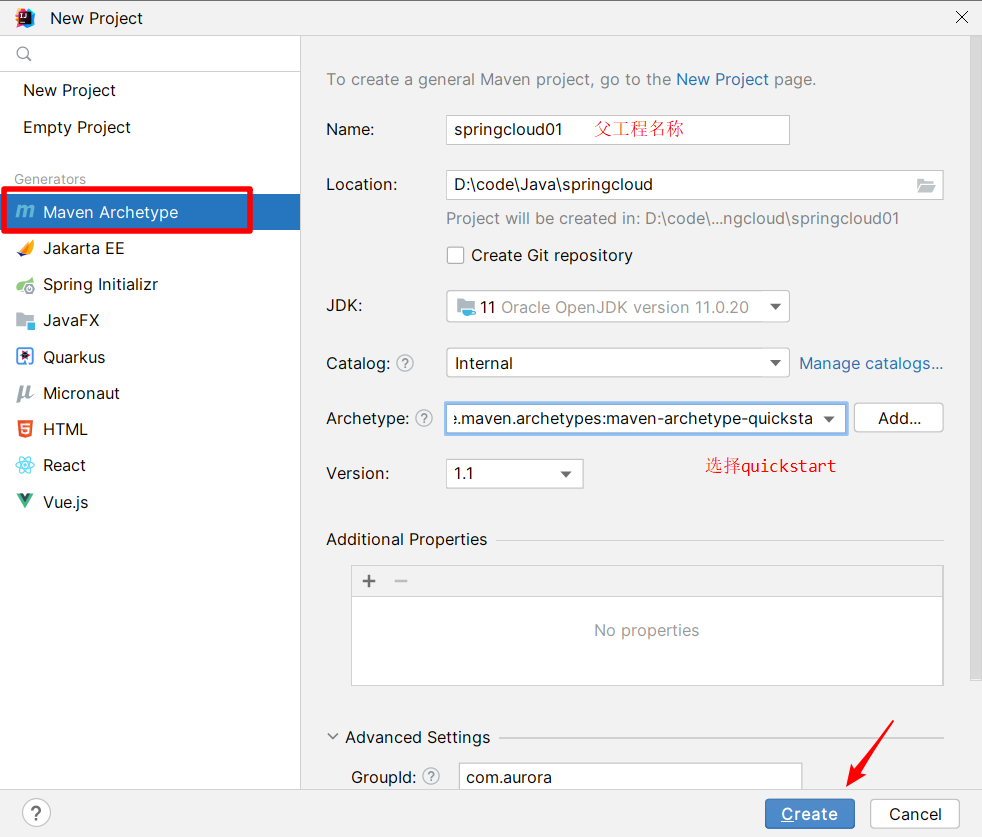 New Project
New Project
Empty Project
Generators
Maven Archetype
Jakarta EE
Spring Initializr
JavaFX
Quarkus
Micronaut
HTML
React
Vue.js
To create a general Maven project, go to the New Project page.
Name: springcloud01 父工程名称
Location: D:\code\Java\springcloud
Project will be created in: D:\code\...ngcloud\springcloud01
Create Git repository
JDK: 11 Oracle OpenJDK version 11.0.20
Catalog: ? Internal Manage catalogs...
Archetype: ? e.maven.archetypes:maven-archetype-quicksta Add...
Version: 1.1 选择quickstart
Additional Properties
+ −
No properties
Advanced Settings
GroupId: ? com.aurora
? Create Cancel